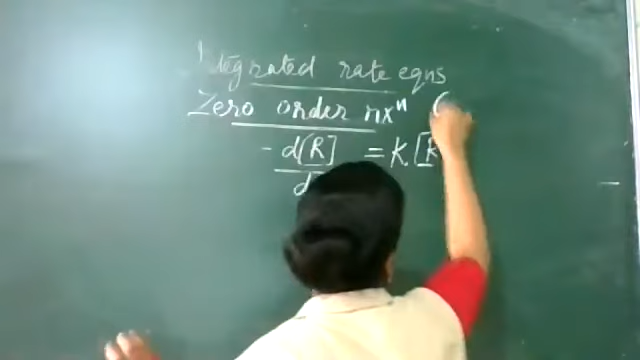 Integrated rate eqns
Zero order rxⁿ (
- d[R] = K [R
d